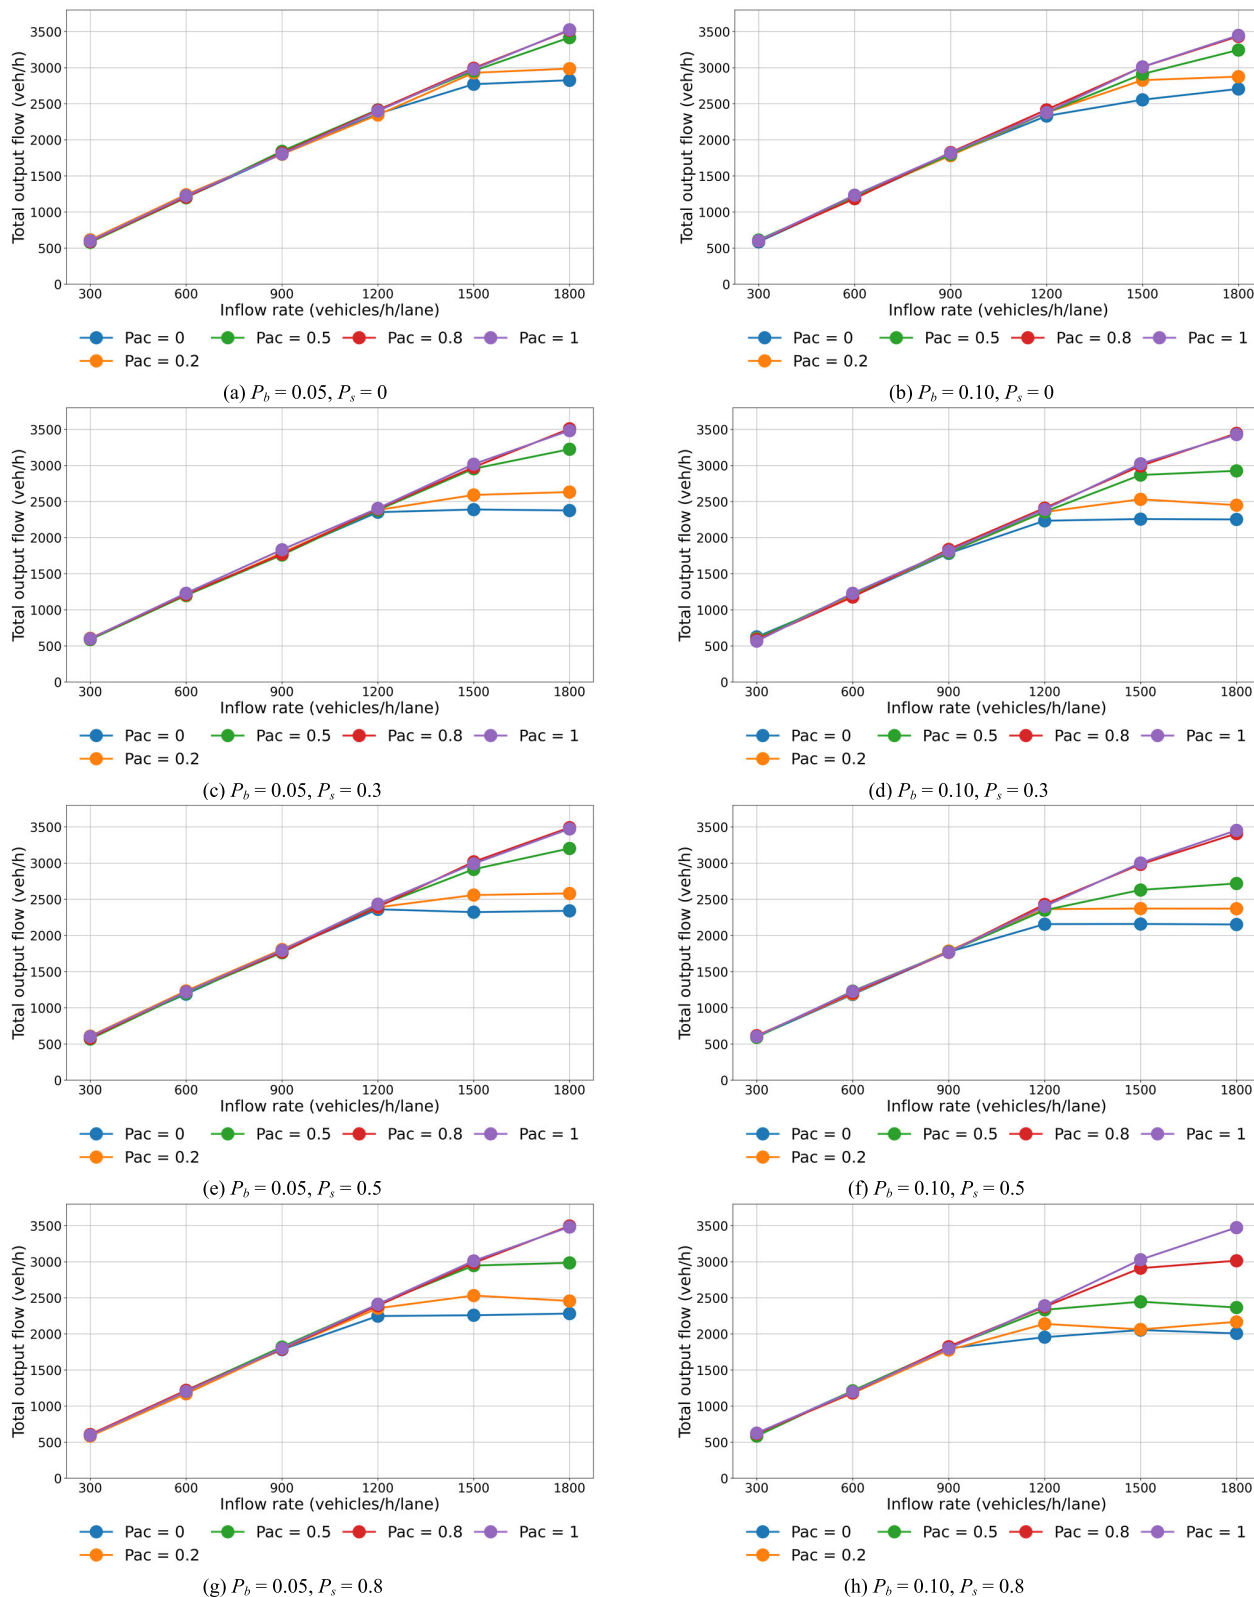 Total output flow (veh/h)
3500
3000
2500
2000
1500
1000
500
0
300 600 900 1200 1500 1800
Inflow rate (vehicles/h/lane)
Pac = 0 Pac = 0.5 Pac = 0.8 Pac = 1
Pac = 0.2
(a) Pb = 0.05, Ps = 0
Total output flow (veh/h)
3500
3000
2500
2000
1500
1000
500
0
300 600 900 1200 1500 1800
Inflow rate (vehicles/h/lane)
Pac = 0 Pac = 0.5 Pac = 0.8 Pac = 1
Pac = 0.2
(b) Pb = 0.10, Ps = 0
Total output flow (veh/h)
3500
3000
2500
2000
1500
1000
500
0
300 600 900 1200 1500 1800
Inflow rate (vehicles/h/lane)
Pac = 0 Pac = 0.5 Pac = 0.8 Pac = 1
Pac = 0.2
(c) Pb = 0.05, Ps = 0.3
Total output flow (veh/h)
3500
3000
2500
2000
1500
1000
500
0
300 600 900 1200 1500 1800
Inflow rate (vehicles/h/lane)
Pac = 0 Pac = 0.5 Pac = 0.8 Pac = 1
Pac = 0.2
(d) Pb = 0.10, Ps = 0.3
Total output flow (veh/h)
3500
3000
2500
2000
1500
1000
500
0
300 600 900 1200 1500 1800
Inflow rate (vehicles/h/lane)
Pac = 0 Pac = 0.5 Pac = 0.8 Pac = 1
Pac = 0.2
(e) Pb = 0.05, Ps = 0.5
Total output flow (veh/h)
3500
3000
2500
2000
1500
1000
500
0
300 600 900 1200 1500 1800
Inflow rate (vehicles/h/lane)
Pac = 0 Pac = 0.5 Pac = 0.8 Pac = 1
Pac = 0.2
(f) Pb = 0.10, Ps = 0.5
Total output flow (veh/h)
3500
3000
2500
2000
1500
1000
500
0
300 600 900 1200 1500 1800
Inflow rate (vehicles/h/lane)
Pac = 0 Pac = 0.5 Pac = 0.8 Pac = 1
Pac = 0.2
(g) Pb = 0.05, Ps = 0.8
Total output flow (veh/h)
3500
3000
2500
2000
1500
1000
500
0
300 600 900 1200 1500 1800
Inflow rate (vehicles/h/lane)
Pac = 0 Pac = 0.5 Pac = 0.8 Pac = 1
Pac = 0.2
(h) Pb = 0.10, Ps = 0.8